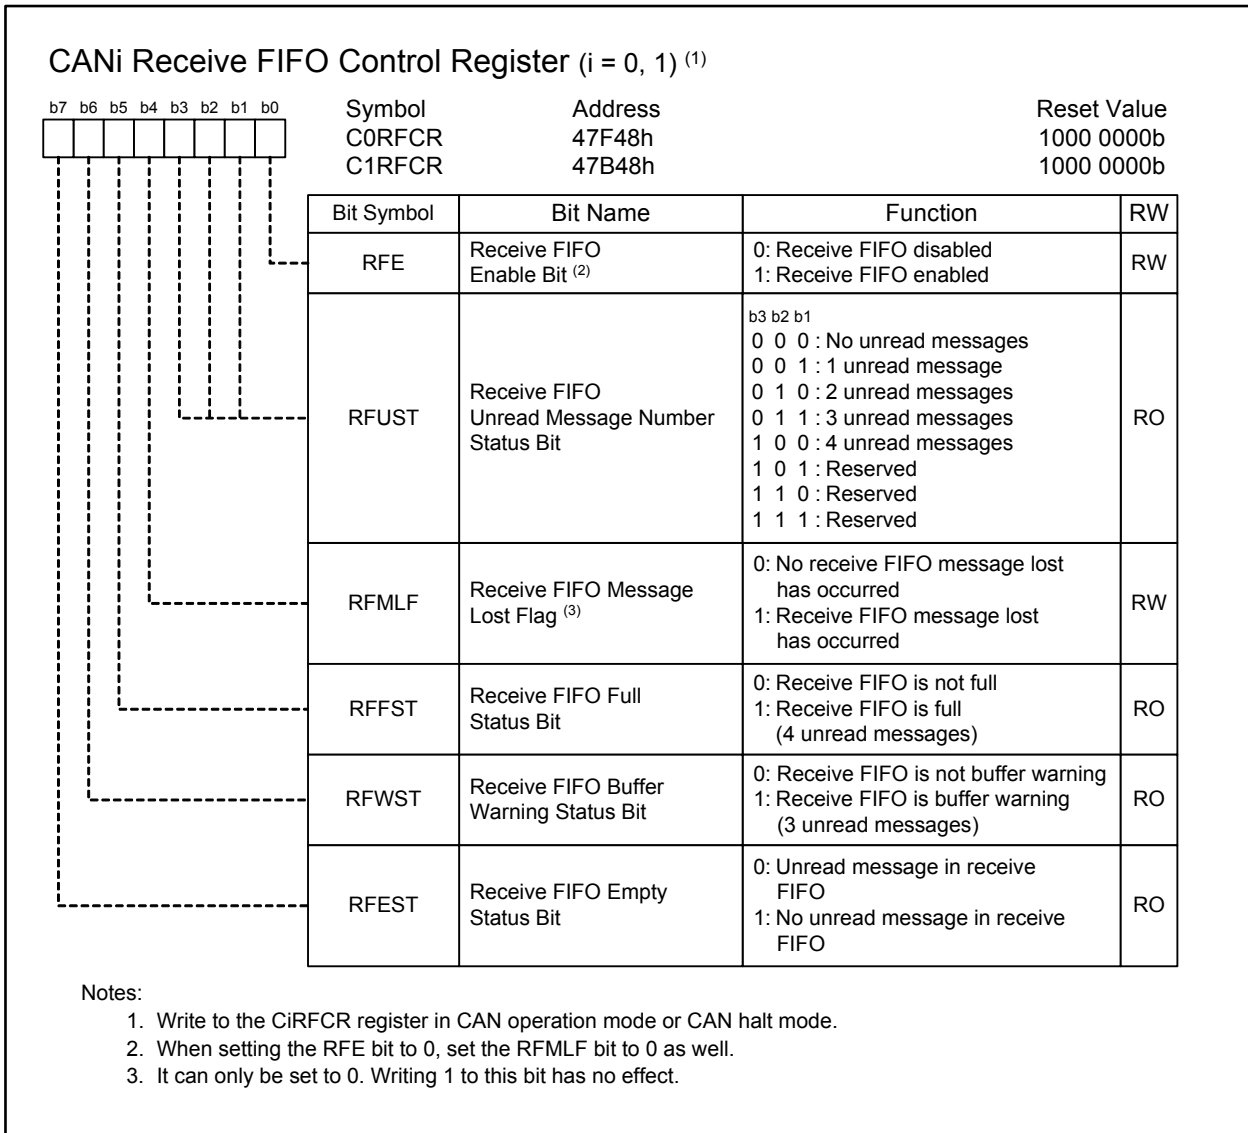 CANi Receive FIFO Control Register (i = 0, 1) (1)
b7 b6 b5 b4 b3 b2 b1 b0
Symbol Address Reset Value
C0RFCR 47F48h 1000 0000b
C1RFCR 47B48h 1000 0000b
Bit Symbol Bit Name Function RW
RFE
Receive FIFO
Enable Bit (2)
0: Receive FIFO disabled
1: Receive FIFO enabled
RW
RFUST
Receive FIFO
Unread Message Number
Status Bit
b3 b2 b1
0 0 0 : No unread messages
0 0 1 : 1 unread message
0 1 0 : 2 unread messages
0 1 1 : 3 unread messages
1 0 0 : 4 unread messages
1 0 1 : Reserved
1 1 0 : Reserved
1 1 1 : Reserved
RO
RFMLF
Receive FIFO Message
Lost Flag (3)
0: No receive FIFO message lost
has occurred
1: Receive FIFO message lost
has occurred
RW
RFFST
Receive FIFO Full
Status Bit
0: Receive FIFO is not full
1: Receive FIFO is full
(4 unread messages)
RO
RFWST
Receive FIFO Buffer
Warning Status Bit
0: Receive FIFO is not buffer warning
1: Receive FIFO is buffer warning
(3 unread messages)
RO
RFEST
Receive FIFO Empty
Status Bit
0: Unread message in receive
FIFO
1: No unread message in receive
FIFO
RO
Notes:
1. Write to the CiRFCR register in CAN operation mode or CAN halt mode.
2. When setting the RFE bit to 0, set the RFMLF bit to 0 as well.
3. It can only be set to 0. Writing 1 to this bit has no effect.